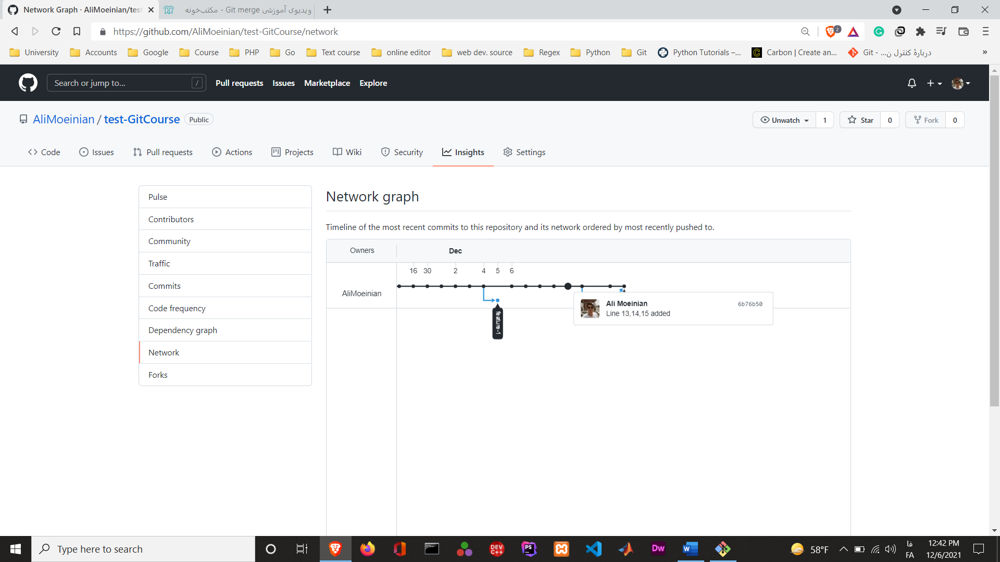 Network Graph · AliMoeinian/test
ویدیوی آموزشی Git merge - مکتب‌خونه
https://github.com/AliMoeinian/test-GitCourse/network
2
University
Accounts
Google
Course
PHP
Go
Text course
online editor
web dev. source
Regex
Python
Git
Python Tutorials –...
Carbon | Create an...
Git - ...دربارهٔ کنترل ن
»
Search or jump to... /
Pull requests
Issues
Marketplace
Explore
AliMoeinian / test-GitCourse Public
Unwatch 1
Star 0
Fork 0
Code
Issues
Pull requests
Actions
Projects
Wiki
Security
Insights
Settings
Pulse
Contributors
Community
Traffic
Commits
Code frequency
Dependency graph
Network
Forks
Network graph
Timeline of the most recent commits to this repository and its network ordered by most recently pushed to.
Owners
Dec
16 30 2 4 5 6
AliMoeinian
feature-1
Ali Moeinian 6b76b50
Line 13,14,15 added
Type here to search
DEV C++
PS
Dw
W
58°F
فا
FA
12:42 PM
12/6/2021